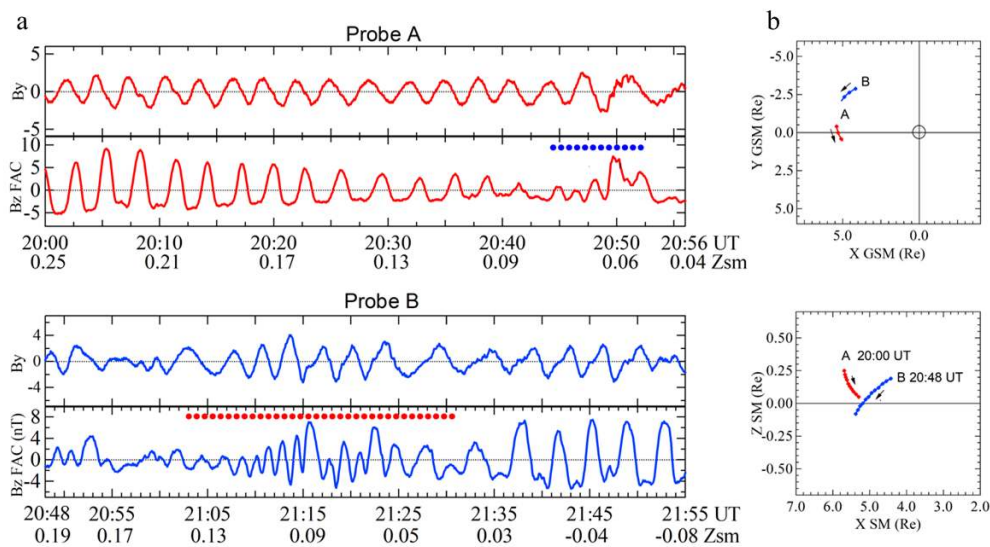 a
Probe A
5
0
-5
By
10
5
0
-5
Bz FAC
20:00 20:10 20:20 20:30 20:40 20:50 20:56 UT
0.25 0.21 0.17 0.13 0.09 0.06 0.04 Zsm
Probe B
4
0
-4
By
8
4
0
-4
Bz FAC (nT)
20:48 20:55 21:05 21:15 21:25 21:35 21:45 21:55 UT
0.19 0.17 0.13 0.09 0.05 0.03 -0.04 -0.08 Zsm
b
-5.0
-2.5
0.0
2.5
5.0
Y GSM (Re)
B
A
5.0 0.0
X GSM (Re)
0.50
0.25
0.00
-0.25
-0.50
Z SM (Re)
A 20:00 UT
B 20:48 UT
7.0 6.0 5.0 4.0 3.0 2.0 1.0 0.0
X SM (Re)